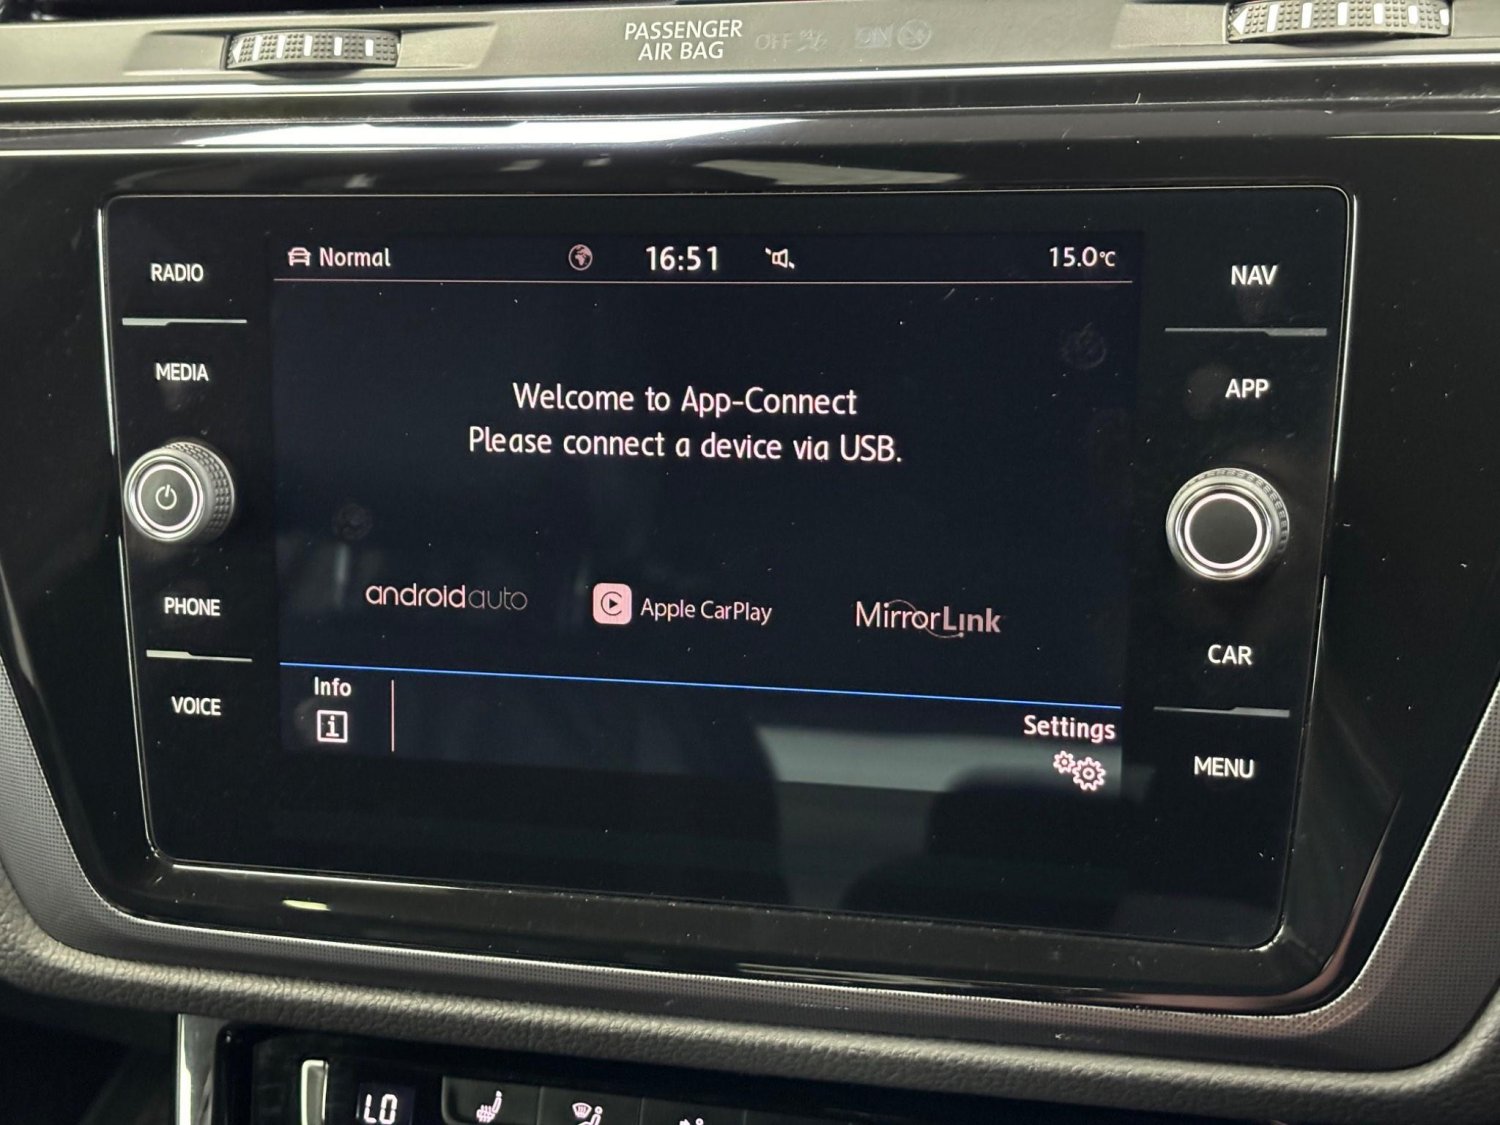 PASSENGER
AIR BAG
OFF
ON
RADIO
MEDIA
PHONE
VOICE
Normal
16:51
15.0°C
Welcome to App-Connect
Please connect a device via USB.
androidauto
Apple CarPlay
MirrorLink
Info
Settings
NAV
APP
CAR
MENU
LO